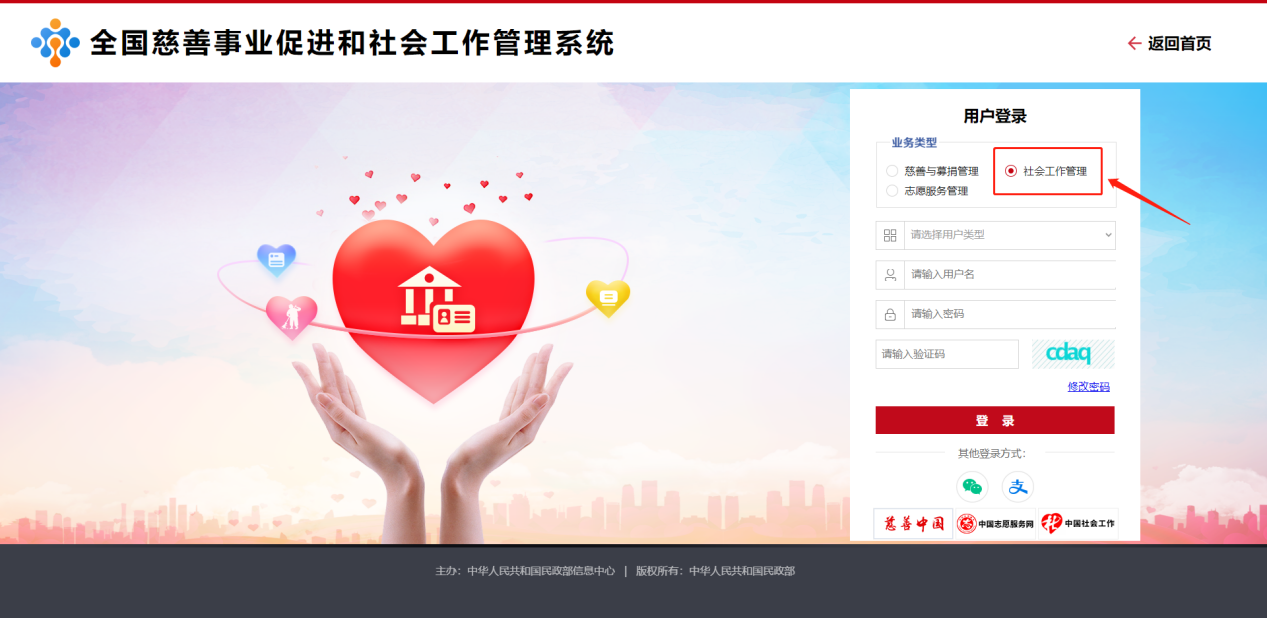 全国慈善事业促进和社会工作管理系统
返回首页
用户登录
业务类型
慈善与募捐管理
社会工作管理
志愿服务管理
请选择用户类型
请输入用户名
请输入密码
请输入验证码
cdaq
修改密码
登 录
其他登录方式：
慈善中国
中国志愿服务网
中国社会工作
主办：中华人民共和国民政部信息中心 | 版权所有：中华人民共和国民政部